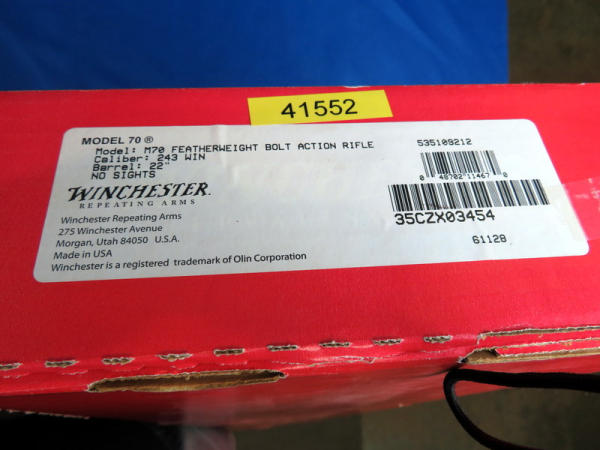 41552
MODEL 70 ®
Model: M70 FEATHERWEIGHT BOLT ACTION RIFLE
Caliber: 243 WIN
Barrel: 22"
NO SIGHTS
WINCHESTER.
REPEATING ARMS
Winchester Repeating Arms
275 Winchester Avenue
Morgan, Utah 84050 U.S.A.
Made in USA
Winchester is a registered trademark of Olin Corporation
535109212
0 48702 11467 0
35CZX03454
61128